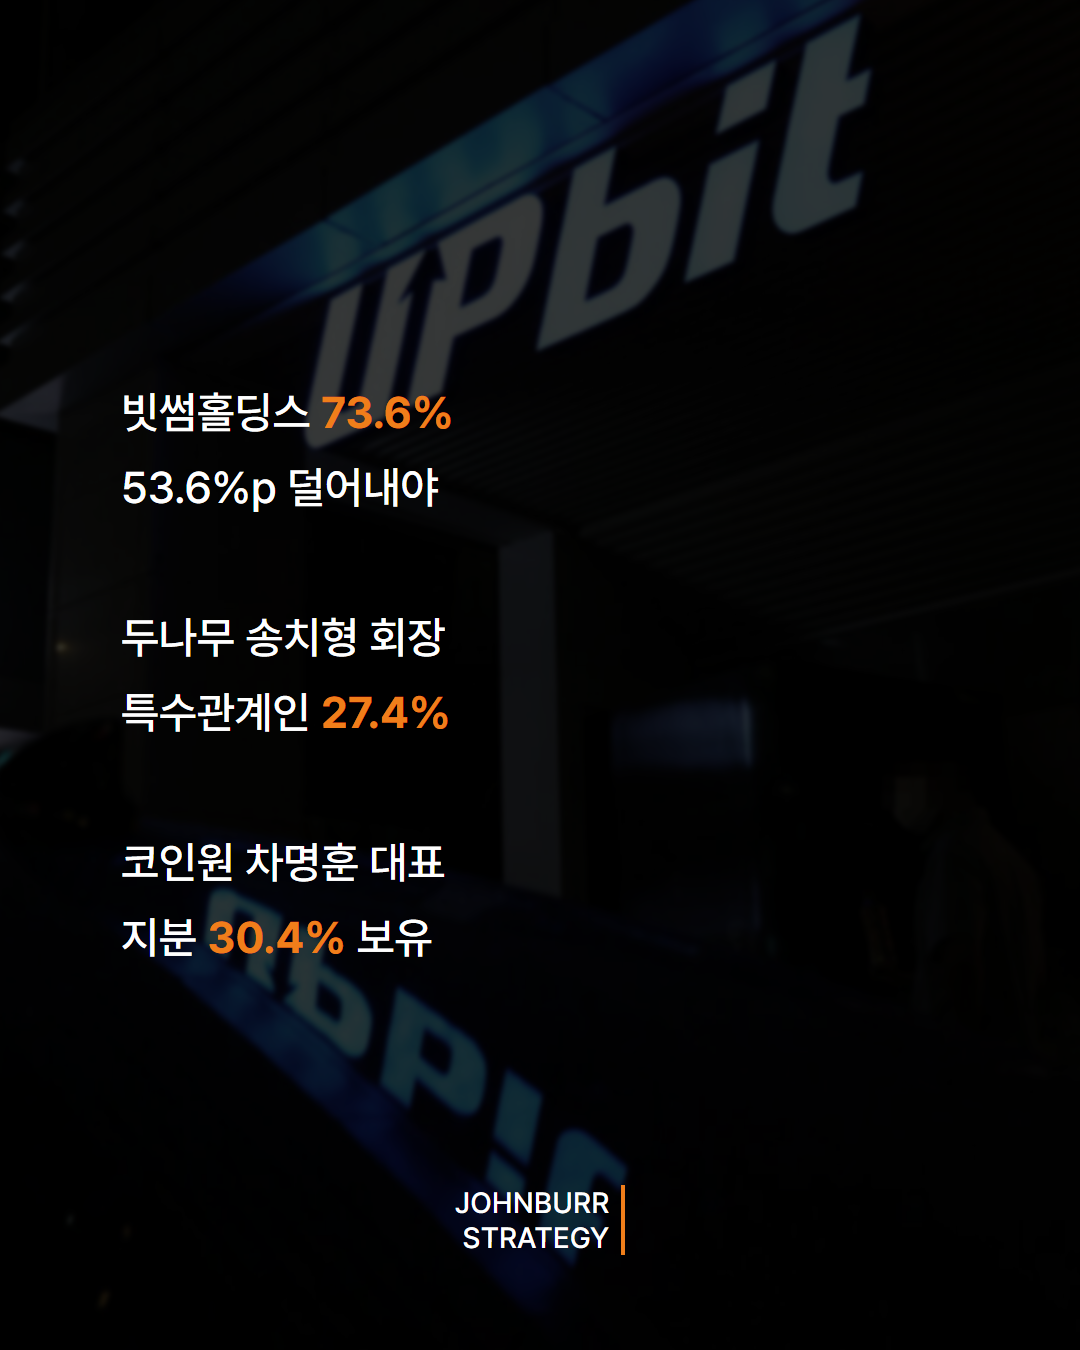 UPbit
빗썸홀딩스 73.6%
53.6%p 덜어내야
두나무 송치형 회장
특수관계인 27.4%
코인원 차명훈 대표
지분 30.4% 보유
JOHNBURR
STRATEGY